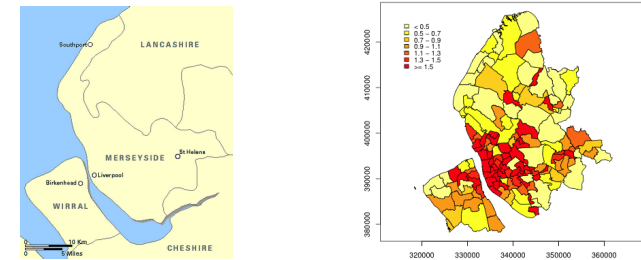 Southport
LANCASHIRE
MERSEYSIDE
St Helens
Liverpool
Birkenhead
WIRRAL
CHESHIRE
0 10 Km
0 5 Miles
< 0.5
0.5 – 0.7
0.7 – 0.9
0.9 – 1.1
1.1 – 1.3
1.3 – 1.5
>= 1.5
420000
410000
400000
390000
380000
320000 330000 340000 350000 360000